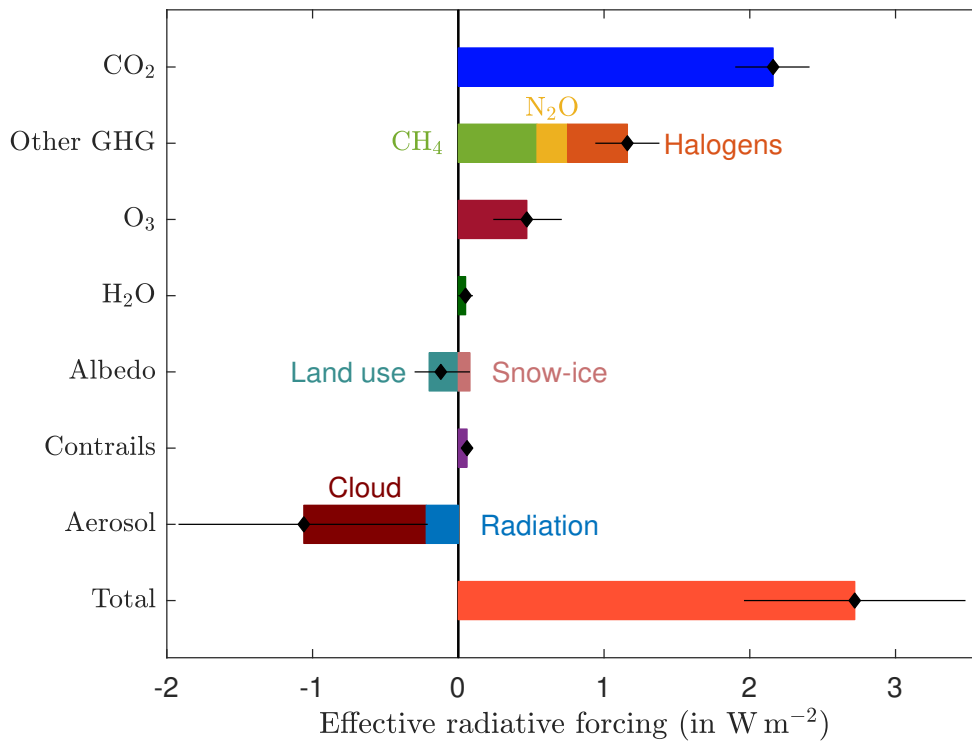 CO₂
N₂O
Other GHG
CH₄
Halogens
O₃
H₂O
Albedo
Land use
Snow-ice
Contrails
Cloud
Aerosol
Radiation
Total
-2 -1 0 1 2 3
Effective radiative forcing (in W m⁻²)